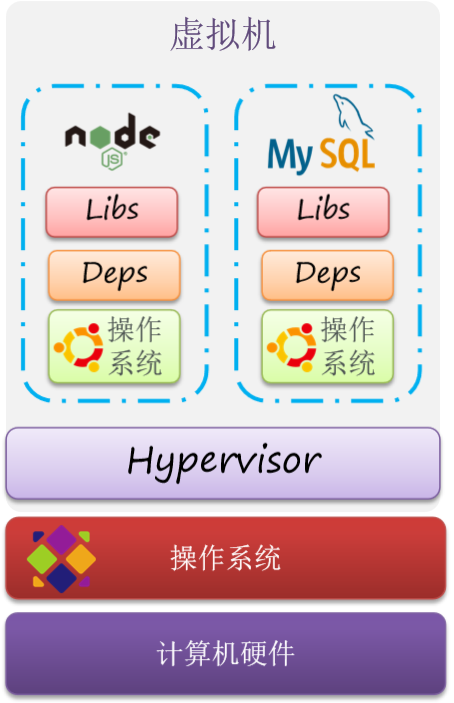 虚拟机
node
JS
MySQL
Libs
Libs
Deps
Deps
操作
系统
操作
系统
Hypervisor
操作系统
计算机硬件